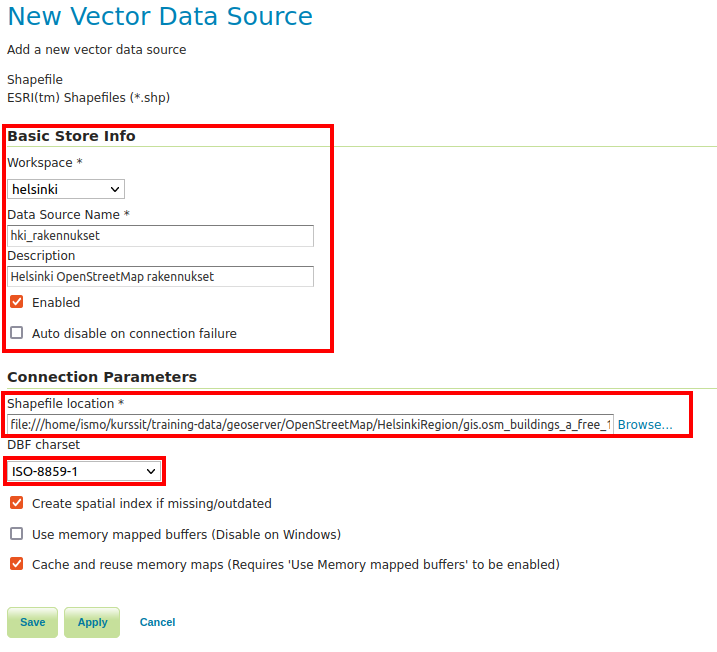 New Vector Data Source
Add a new vector data source
Shapefile
ESRI(tm) Shapefiles (*.shp)
Basic Store Info
Workspace *
helsinki
Data Source Name *
hki_rakennukset
Description
Helsinki OpenStreetMap rakennukset
Enabled
Auto disable on connection failure
Connection Parameters
Shapefile location *
file:///home/ismo/kurssit/training-data/geoserver/OpenStreetMap/HelsinkiRegion/gis.osm_buildings_a_free_1 Browse...
DBF charset
ISO-8859-1
Create spatial index if missing/outdated
Use memory mapped buffers (Disable on Windows)
Cache and reuse memory maps (Requires 'Use Memory mapped buffers' to be enabled)
Save Apply Cancel